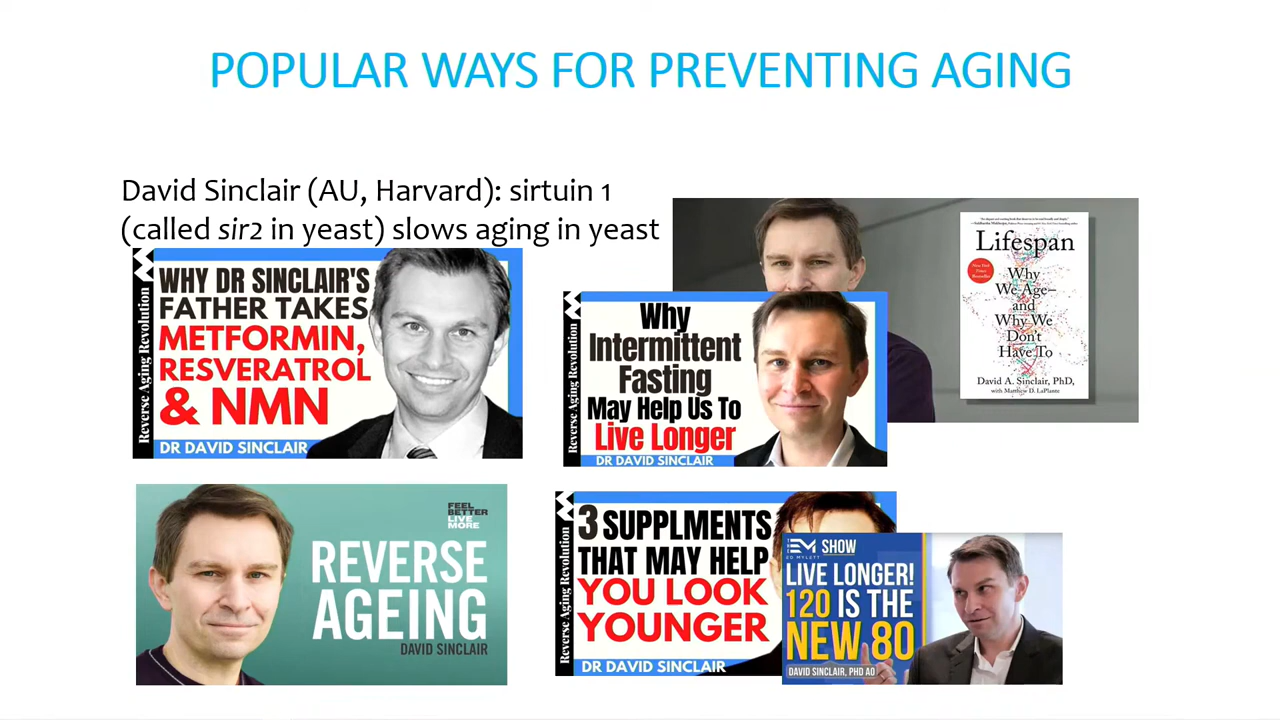 POPULAR WAYS FOR PREVENTING AGING
David Sinclair (AU, Harvard): sirtuin 1
(called sir2 in yeast) slows aging in yeast
Reverse Aging Revolution
WHY DR SINCLAIR'S
FATHER TAKES
METFORMIN,
RESVERATROL
& NMN
DR DAVID SINCLAIR
Reverse Aging Revolution
Why
Intermittent
Fasting
May Help Us To
Live Longer
DR DAVID SINCLAIR
Lifespan
Why
We Age—
and
Why We
Don't
Have To
David A. Sinclair, PhD,
with Matthew D. LaPlante
FEEL
BETTER
LIVE
MORE
REVERSE
AGEING
DAVID SINCLAIR
Reverse Aging Revolution
3 SUPPLMENTS
THAT MAY HELP
YOU LOOK
YOUNGER
DR DAVID SINCLAIR
THE
EM SHOW
ED MYLETT
LIVE LONGER!
120 IS THE
NEW 80
DAVID SINCLAIR, PHD AO